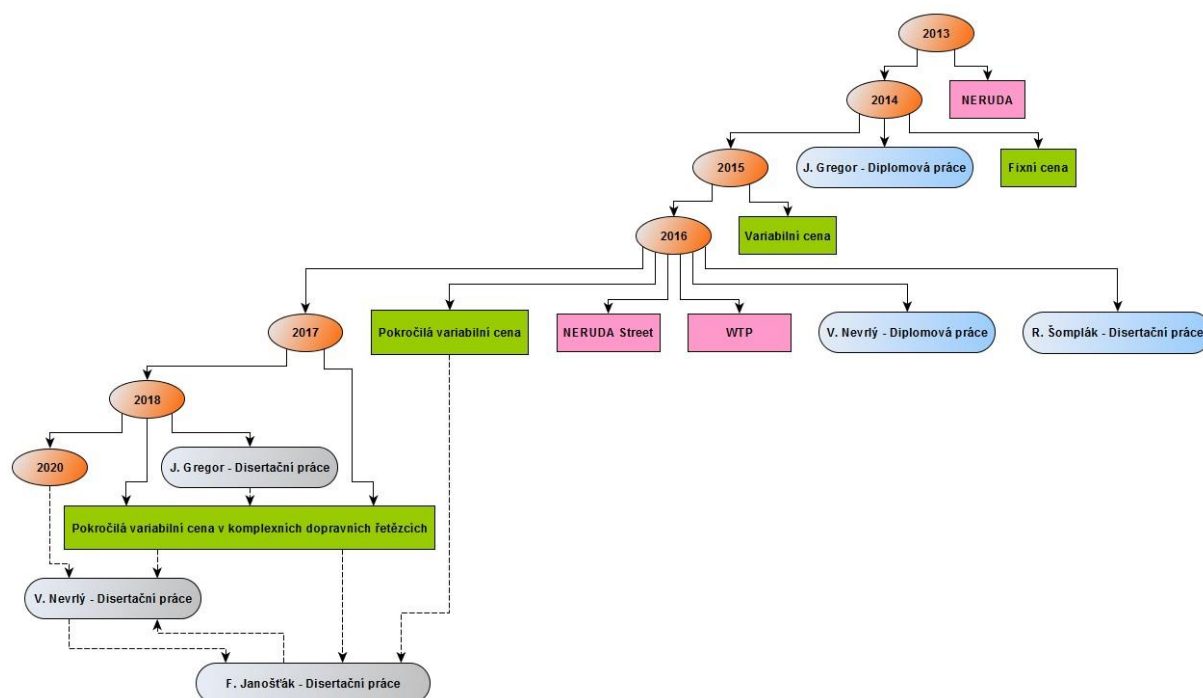 2013
2014
NERUDA
2015
J. Gregor - Diplomová práce
Fixní cena
2016
Variabilní cena
2017
Pokročilá variabilní cena
NERUDA Street
WTP
V. Nevrlý - Diplomová práce
R. Šomplák - Disertační práce
2018
2020
J. Gregor - Disertační práce
Pokročilá variabilní cena v komplexních dopravních řetězcích
V. Nevrlý - Disertační práce
F. Janošťák - Disertační práce